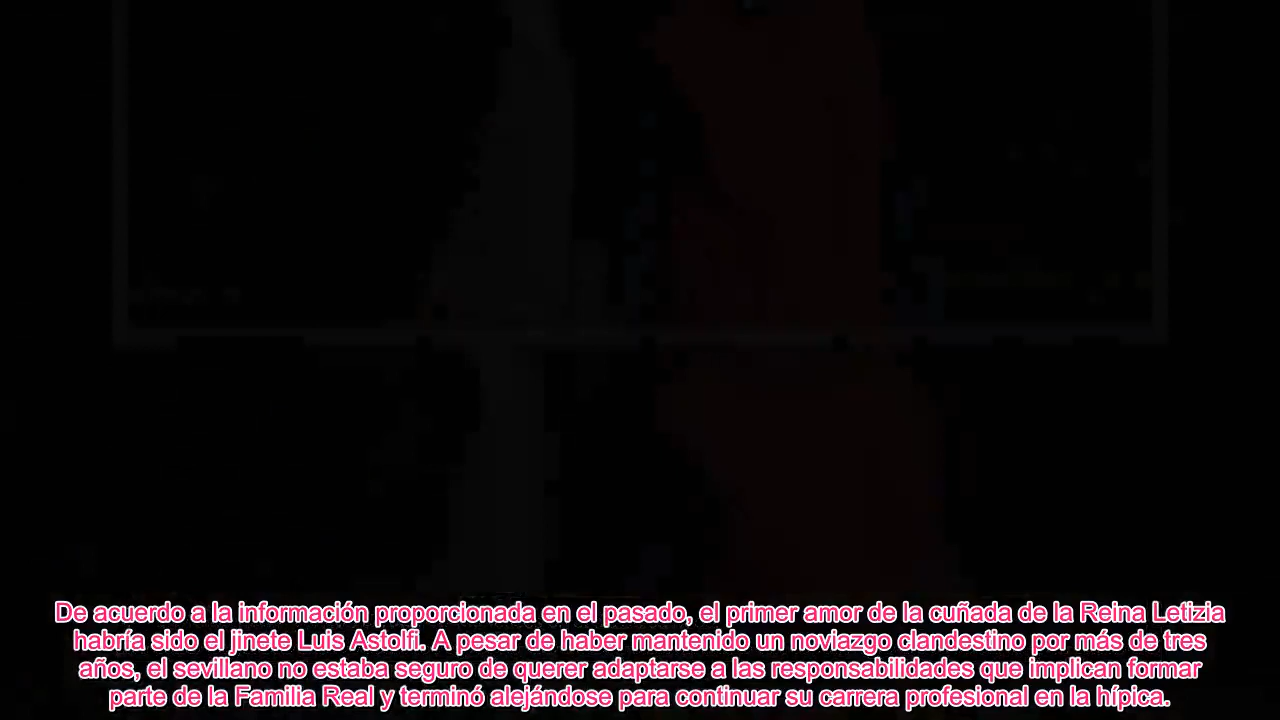 De acuerdo a la información proporcionada en el pasado, el primer amor de la cuñada de la Reina Letizia
habría sido el jinete Luis Astolfi. A pesar de haber mantenido un noviazgo clandestino por más de tres
años, el sevillano no estaba seguro de querer adaptarse a las responsabilidades que implican formar
parte de la Familia Real y terminó alejándose para continuar su carrera profesional en la hípica.